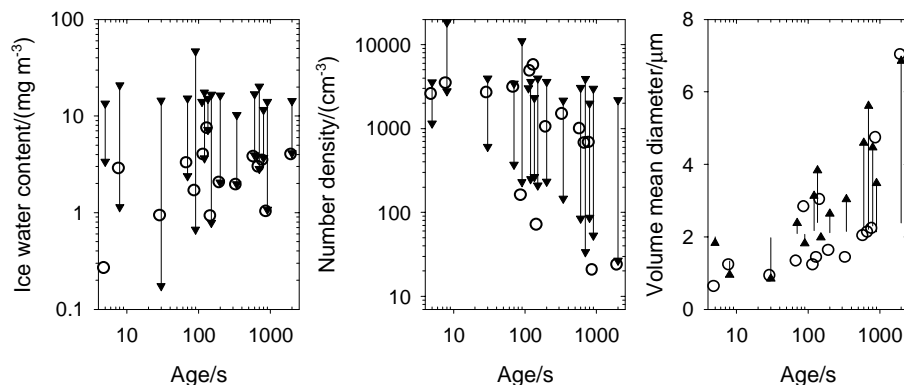 Ice water content/(mg m⁻³)
100
10
1
0.1
10 100 1000
Age/s
Number density/(cm⁻³)
10000
1000
100
10
10 100 1000
Age/s
Volume mean diameter/μm
8
6
4
2
0
10 100 1000
Age/s